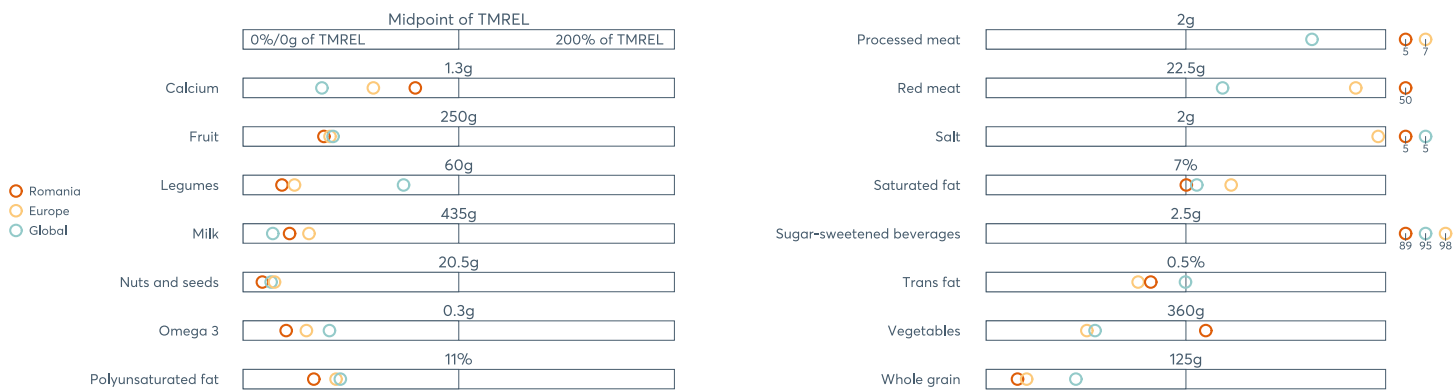 Midpoint of TMREL
0%/0g of TMREL
200% of TMREL
1.3g
Calcium
250g
Fruit
60g
Legumes
435g
Milk
20.5g
Nuts and seeds
0.3g
Omega 3
11%
Polyunsaturated fat
Romania
Europe
Global
2g
Processed meat
5
7
22.5g
Red meat
50
2g
Salt
5
5
7%
Saturated fat
2.5g
Sugar-sweetened beverages
89
95
98
0.5%
Trans fat
360g
Vegetables
125g
Whole grain